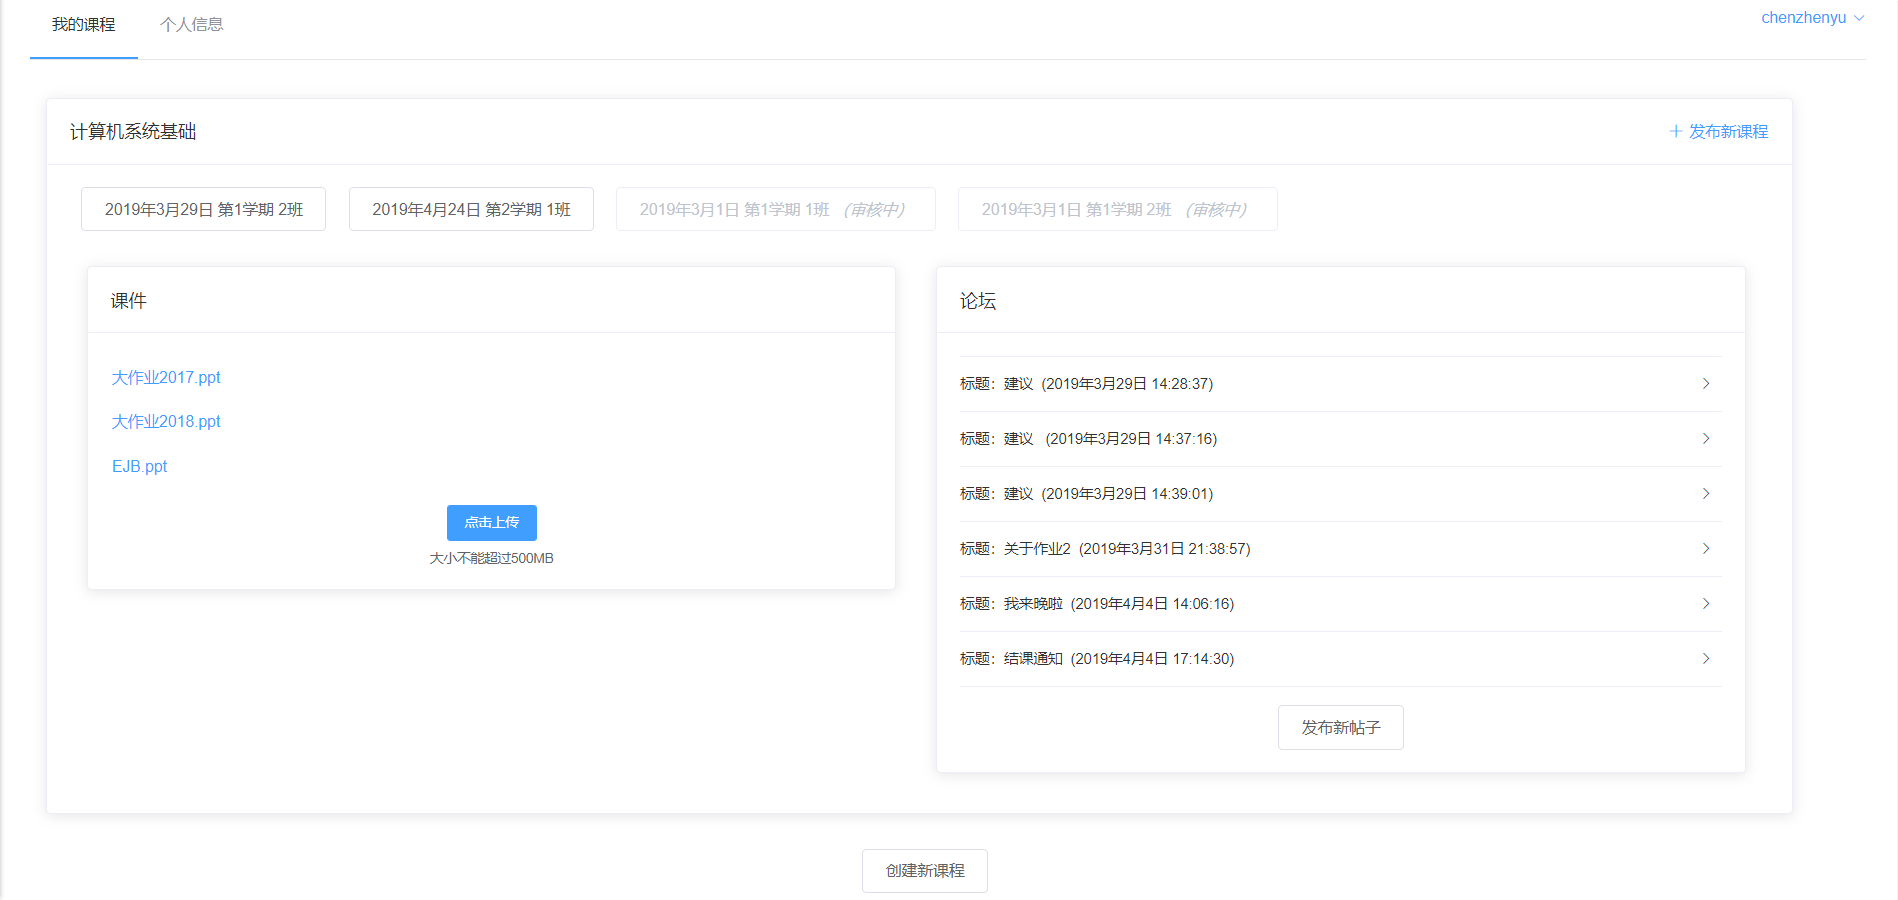 我的课程 个人信息 chenzhenyu
计算机系统基础 发布新课程
2019年3月29日 第1学期 2班 2019年4月24日 第2学期 1班 2019年3月1日 第1学期 1班 （审核中） 2019年3月1日 第1学期 2班 （审核中）
课件
大作业2017.ppt
大作业2018.ppt
EJB.ppt
点击上传
大小不能超过500MB
论坛
标题：建议 (2019年3月29日 14:28:37)
标题：建议 (2019年3月29日 14:37:16)
标题：建议 (2019年3月29日 14:39:01)
标题：关于作业2 (2019年3月31日 21:38:57)
标题：我来晚啦 (2019年4月4日 14:06:16)
标题：结课通知 (2019年4月4日 17:14:30)
发布新帖子
创建新课程